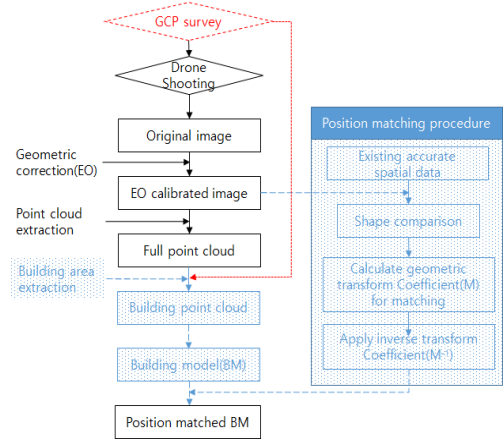 GCP survey
Drone
Shooting
Original image
Geometric
correction(EO)
EO calibrated image
Point cloud
extraction
Full point cloud
Building area
extraction
Building point cloud
Building model(BM)
Position matched BM
Position matching procedure
Existing accurate
spatial data
Shape comparison
Calculate geometric
transform Coefficient(M)
for matching
Apply inverse transform
Coefficient(M⁻¹)